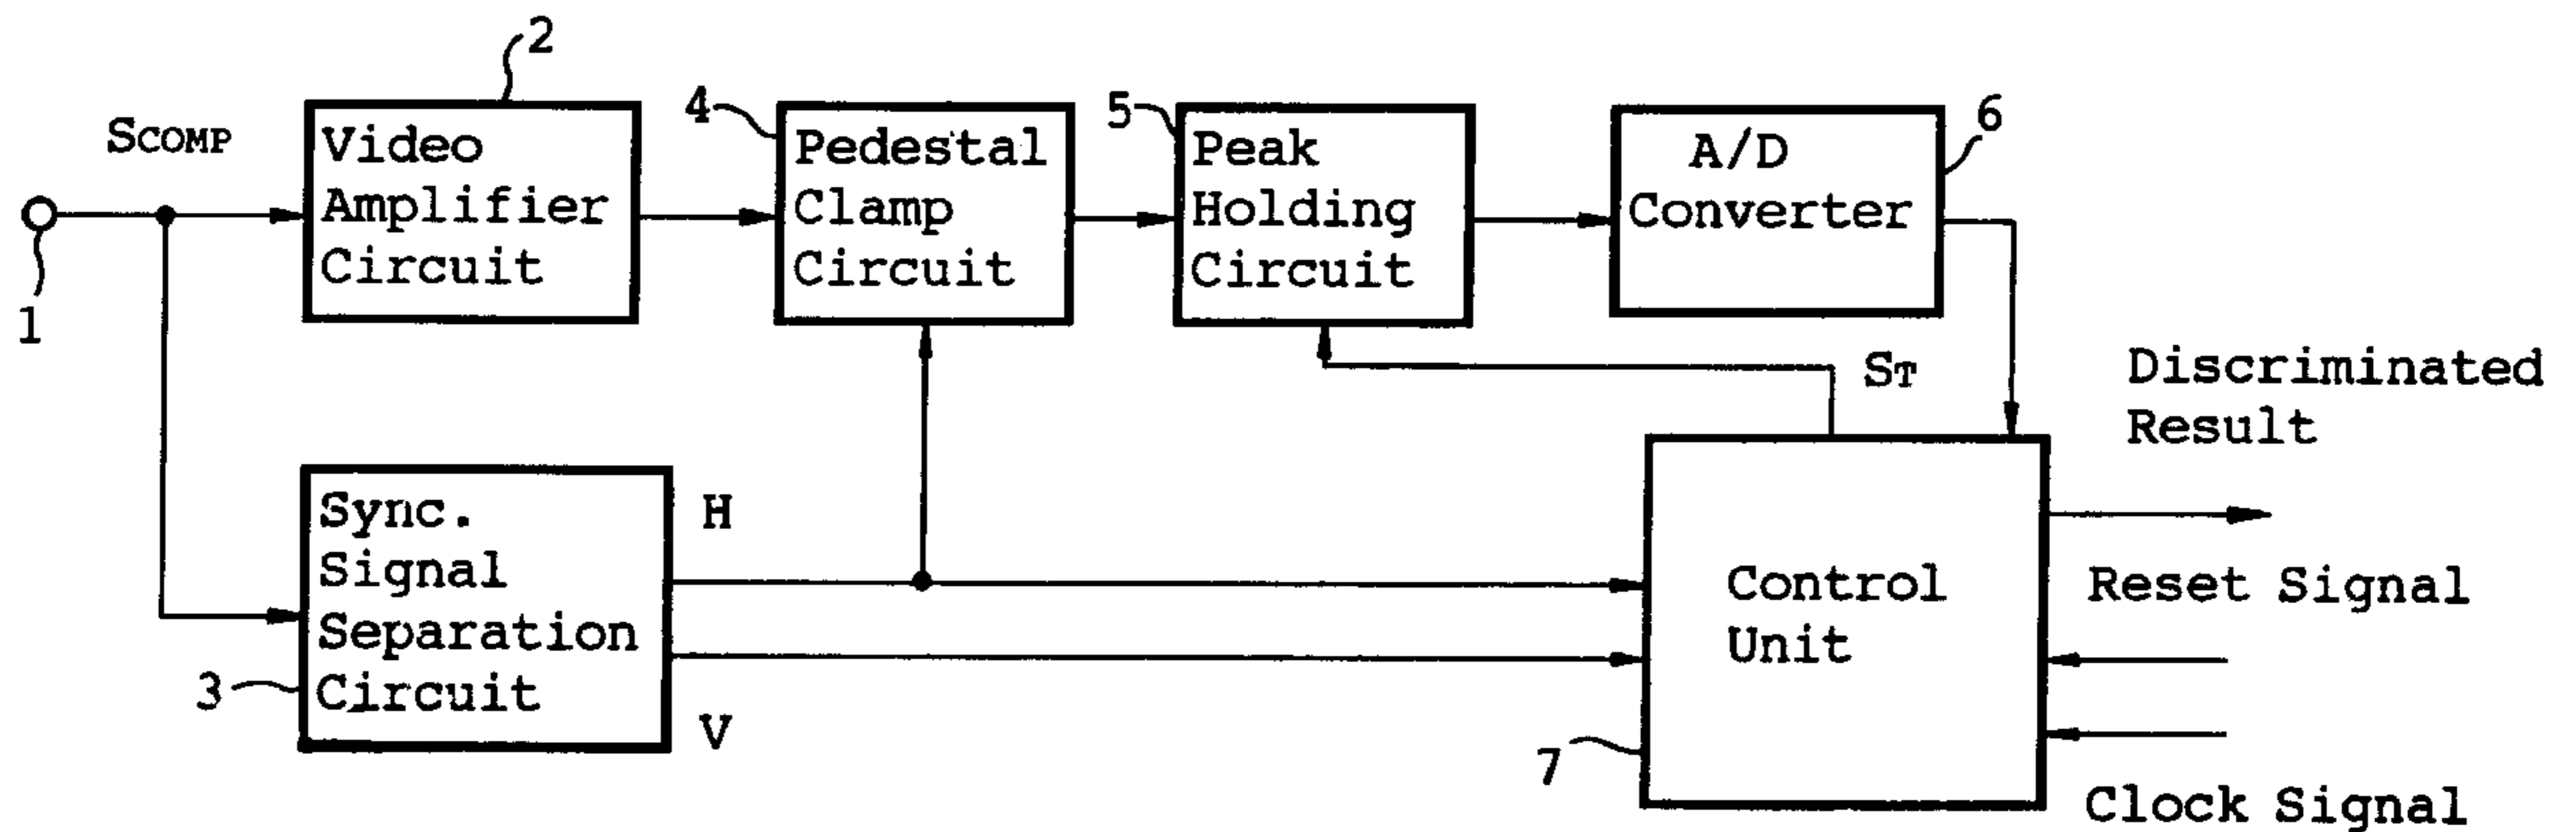 2
SCOMP
Video
Amplifier
Circuit
4
Pedestal
Clamp
Circuit
5
Peak
Holding
Circuit
A/D
Converter
6
1
ST
Discriminated
Result
Sync.
Signal
Separation
Circuit
3
H
V
Control
Unit
7
Reset Signal
Clock Signal